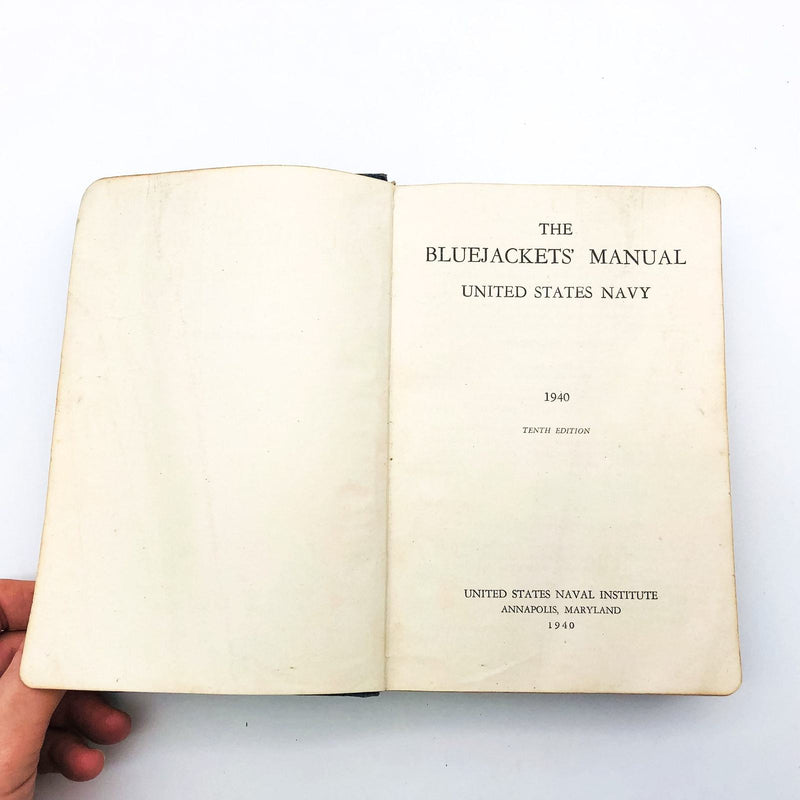 THE
BLUEJACKETS' MANUAL
UNITED STATES NAVY
1940
TENTH EDITION
UNITED STATES NAVAL INSTITUTE
ANNAPOLIS, MARYLAND
1940